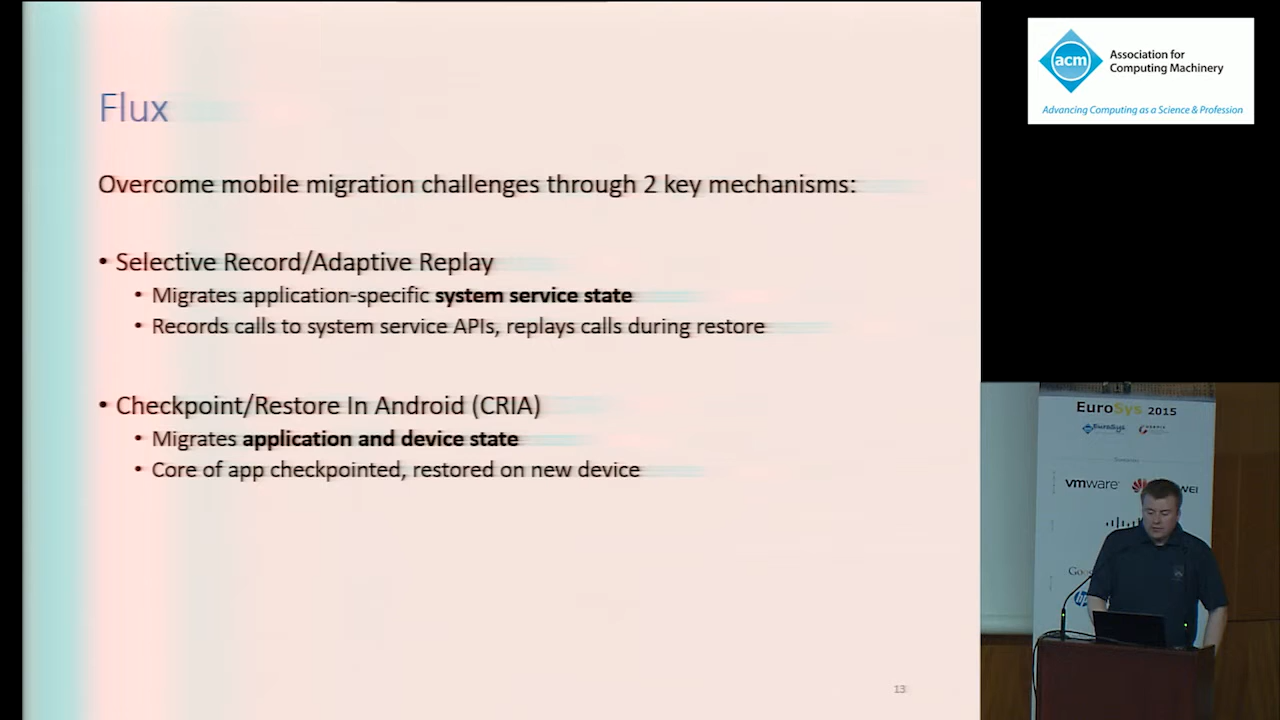 Flux
Overcome mobile migration challenges through 2 key mechanisms:
• Selective Record/Adaptive Replay
• Migrates application-specific system service state
• Records calls to system service APIs, replays calls during restore
• Checkpoint/Restore In Android (CRIA)
• Migrates application and device state
• Core of app checkpointed, restored on new device
13
acm
Association for
Computing Machinery
Advancing Computing as a Science & Profession
EuroSys 2015
EuroSys
vmware
HP